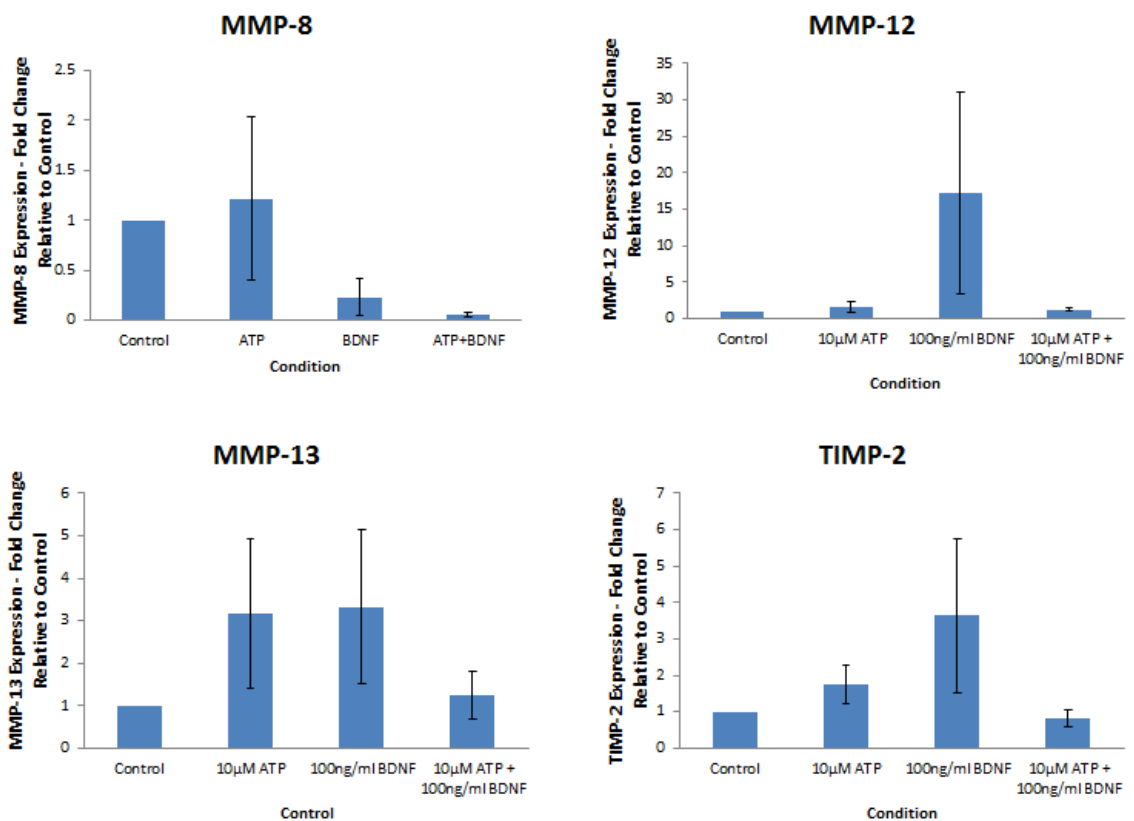 MMP-8
MMP-8 Expression - Fold Change
Relative to Control
2.5
2
1.5
1
0.5
0
Control
ATP
BDNF
ATP+BDNF
Condition
MMP-12
MMP-12 Expression - Fold Change
Relative to Control
35
30
25
20
15
10
5
0
Control
10µM ATP
100ng/ml BDNF
10µM ATP +
100ng/ml BDNF
Condition
MMP-13
MMP-13 Expression - Fold Change
Relative to Control
6
5
4
3
2
1
0
Control
10µM ATP
100ng/ml BDNF
10µM ATP +
100ng/ml BDNF
Control
TIMP-2
TIMP-2 Expression - Fold Change
Relative to Control
7
6
5
4
3
2
1
0
Control
10µM ATP
100ng/ml BDNF
10µM ATP +
100ng/ml BDNF
Condition